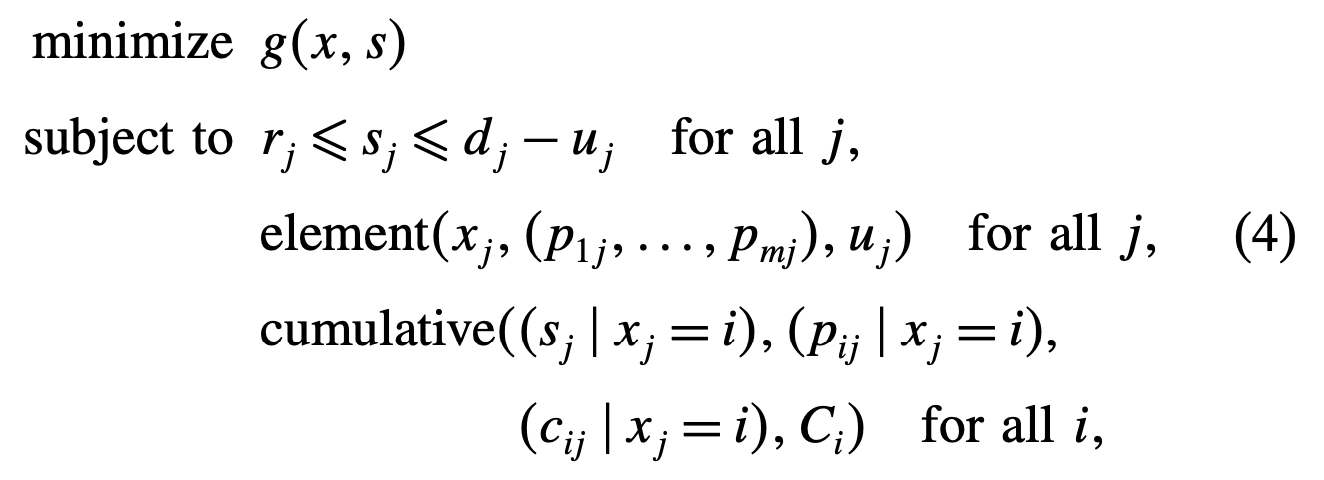 minimize g(x, s)
subject to r_j ⩽ s_j ⩽ d_j − u_j for all j,
element(x_j, (p_{1j}, . . . , p_{mj}), u_j) for all j, (4)
cumulative((s_j | x_j = i), (p_{ij} | x_j = i),
(c_{ij} | x_j = i), C_i) for all i,